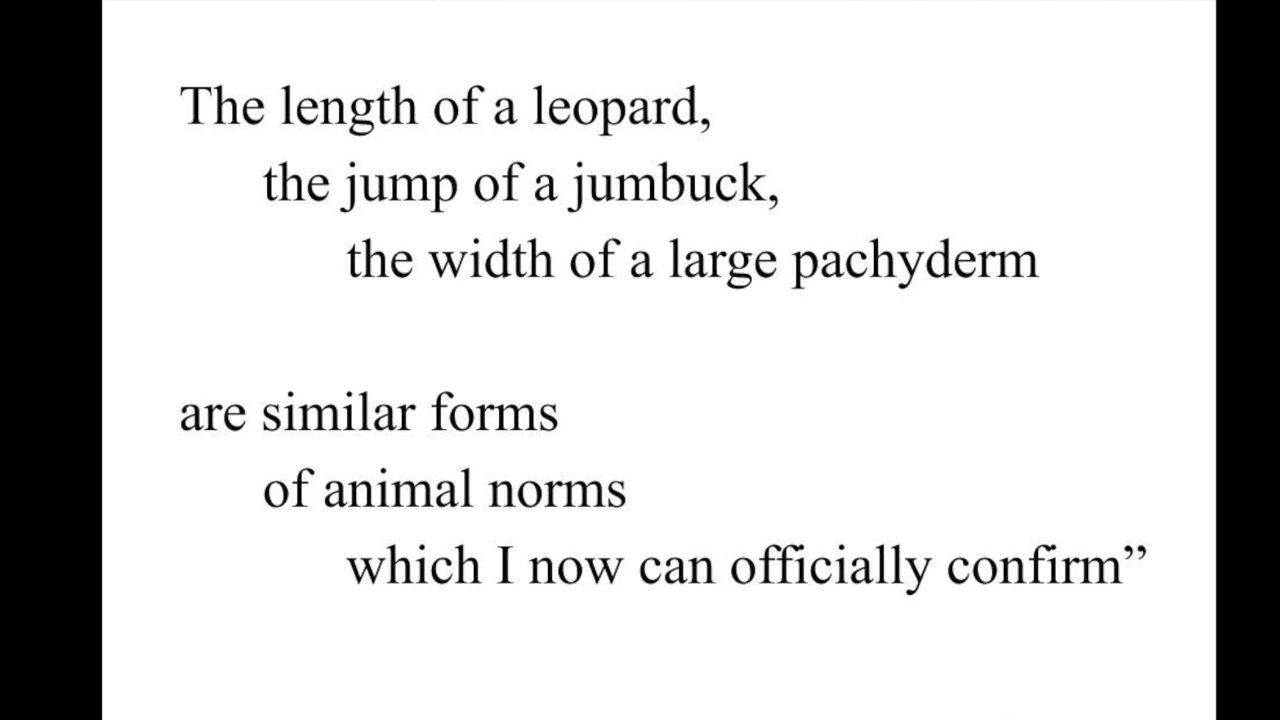 The length of a leopard,
the jump of a jumbuck,
the width of a large pachyderm
are similar forms
of animal norms
which I now can officially confirm”